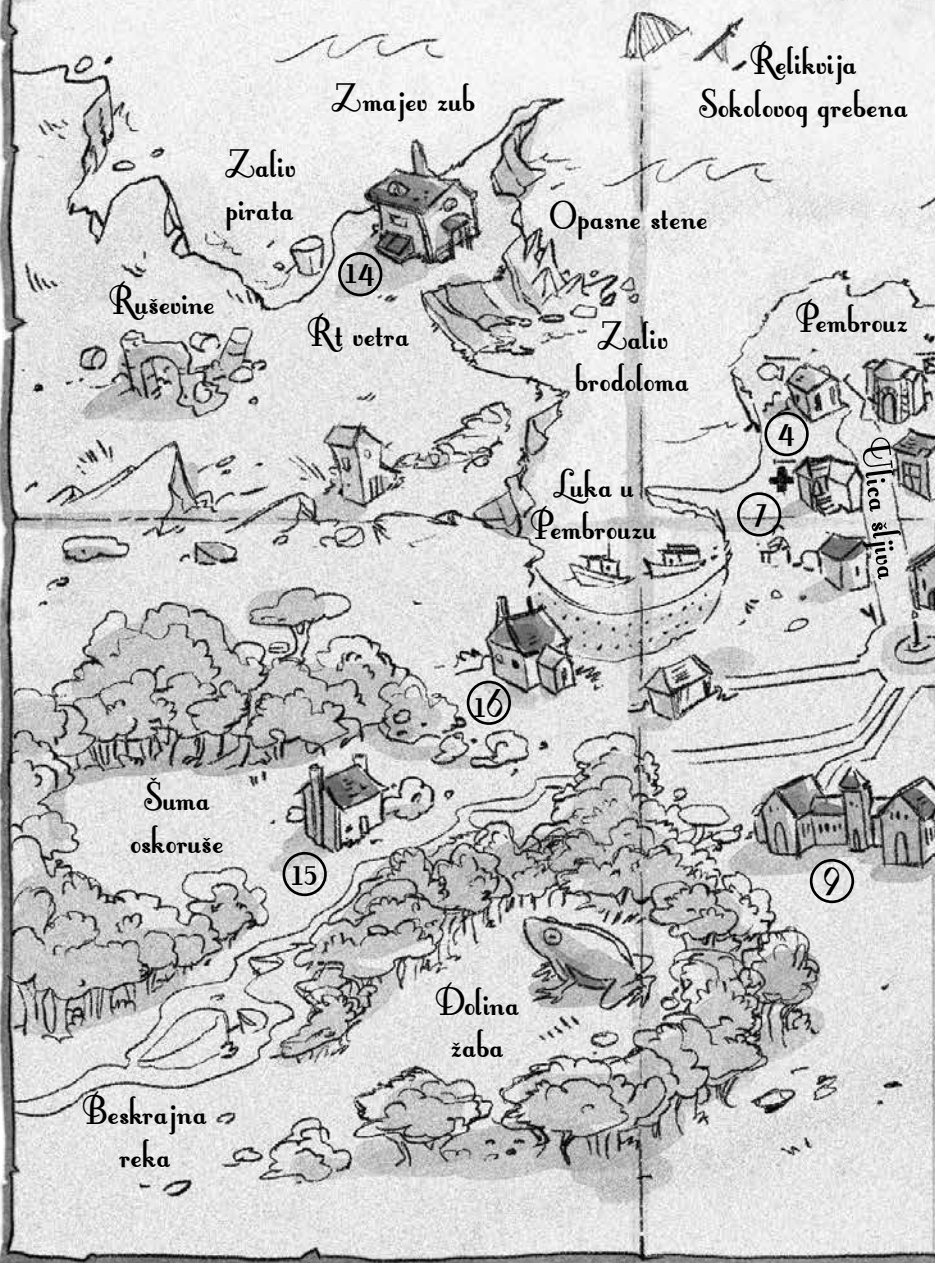 Relikvija
Sokolovog grebena
Zmajev zub
Zaliv
pirata
Opasne stene
14
Ruševine
Rt vetra
Zaliv
brodoloma
Pembrouz
4
Ulica šljiva
Luka u
Pembrouzu
7
16
Šuma
oskoruše
15
9
Dolina
žaba
Beskrajna
reka